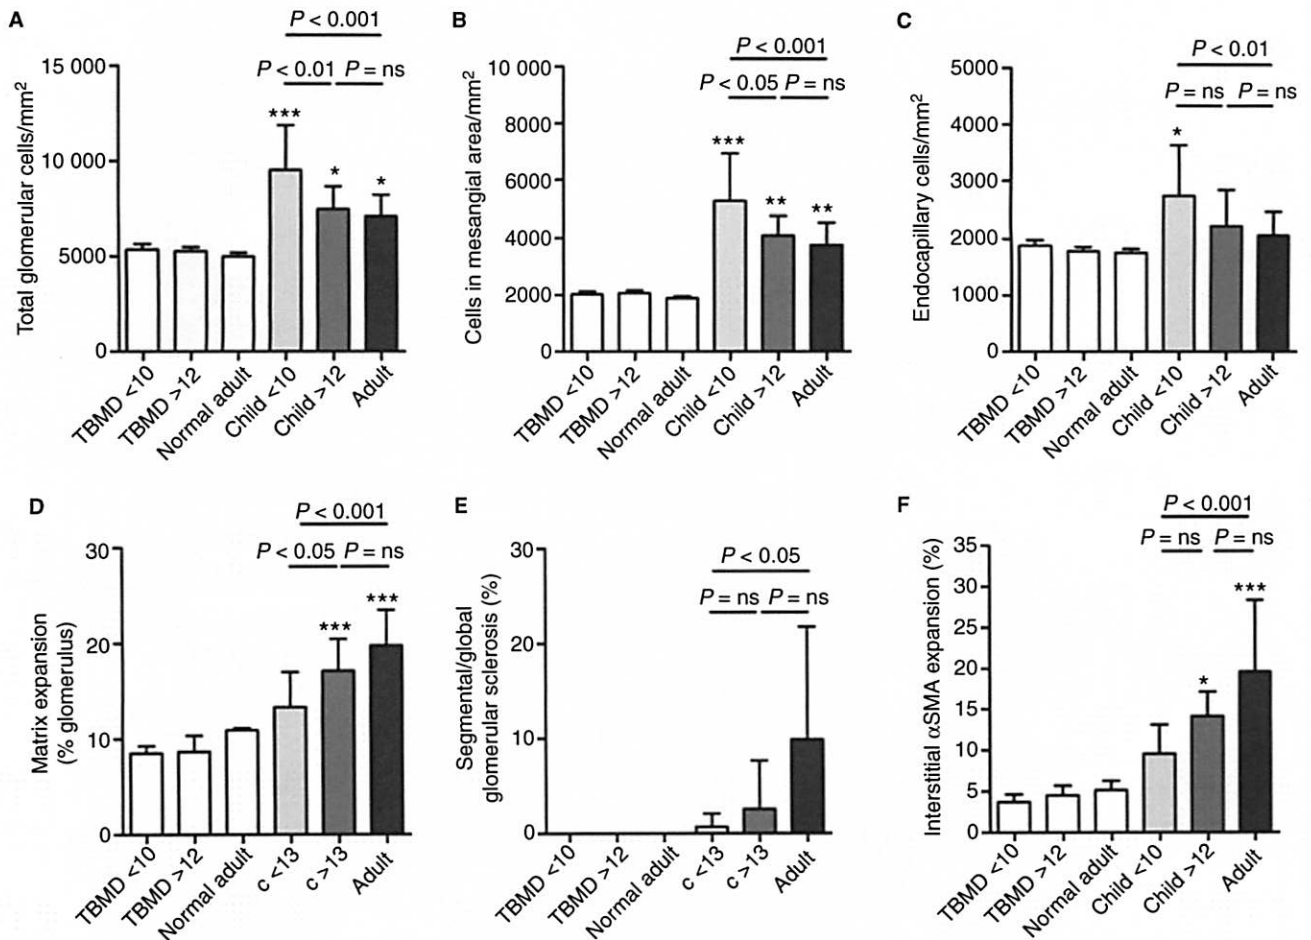 A
P < 0.001
P < 0.01 P = ns
***
*
*
Total glomerular cells/mm²
15 000
10 000
5000
0
TBMD <10
TBMD >12
Normal adult
Child <10
Child >12
Adult
B
P < 0.001
P < 0.05 P = ns
***
**
**
Cells in mesangial area/mm²
10 000
8000
6000
4000
2000
0
TBMD <10
TBMD >12
Normal adult
Child <10
Child >12
Adult
C
P < 0.01
P = ns P = ns
*
Endocapillary cells/mm²
5000
4000
3000
2000
1000
0
TBMD <10
TBMD >12
Normal adult
Child <10
Child >12
Adult
D
P < 0.001
P < 0.05 P = ns
***
***
Matrix expansion
(% glomerulus)
30
20
10
0
TBMD <10
TBMD >12
Normal adult
c <13
c >13
Adult
E
P < 0.05
P = ns P = ns
Segmental/global
glomerular sclerosis (%)
30
20
10
0
TBMD <10
TBMD >12
Normal adult
c <13
c >13
Adult
F
P < 0.001
P = ns P = ns
***
*
Interstitial αSMA expansion (%)
35
30
25
20
15
10
5
0
TBMD <10
TBMD >12
Normal adult
Child <10
Child >12
Adult